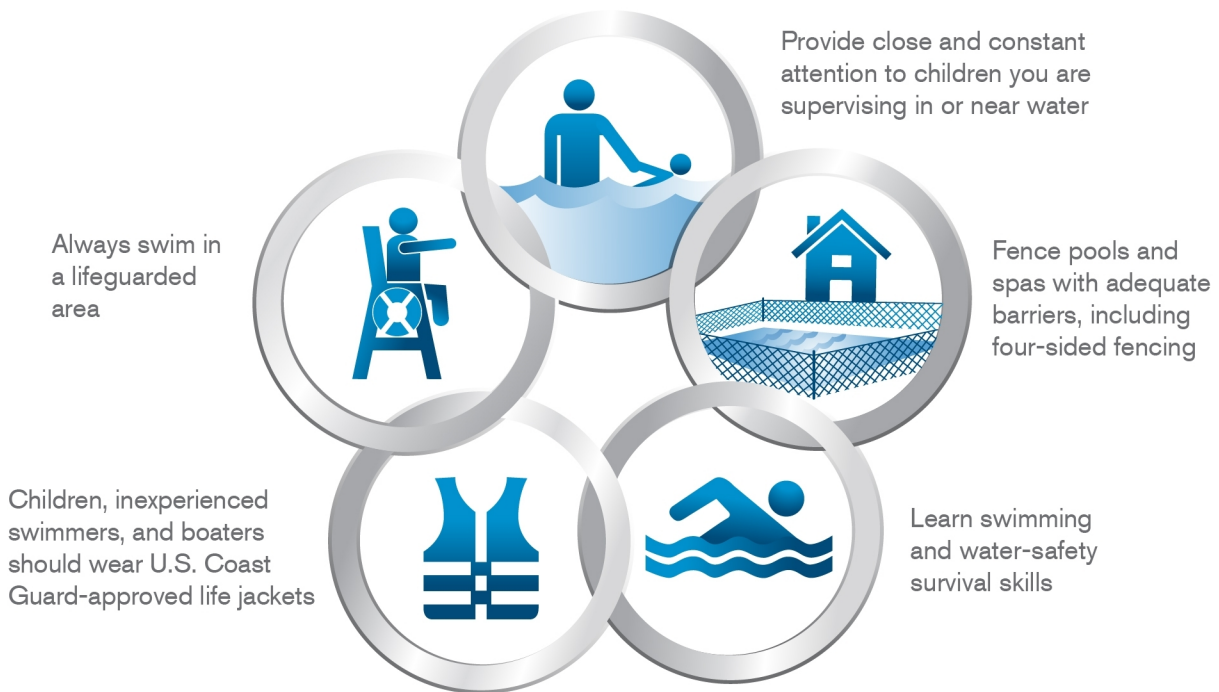 Provide close and constant
attention to children you are
supervising in or near water
Fence pools and
spas with adequate
barriers, including
four-sided fencing
Learn swimming
and water-safety
survival skills
Children, inexperienced
swimmers, and boaters
should wear U.S. Coast
Guard-approved life jackets
Always swim in
a lifeguarded
area